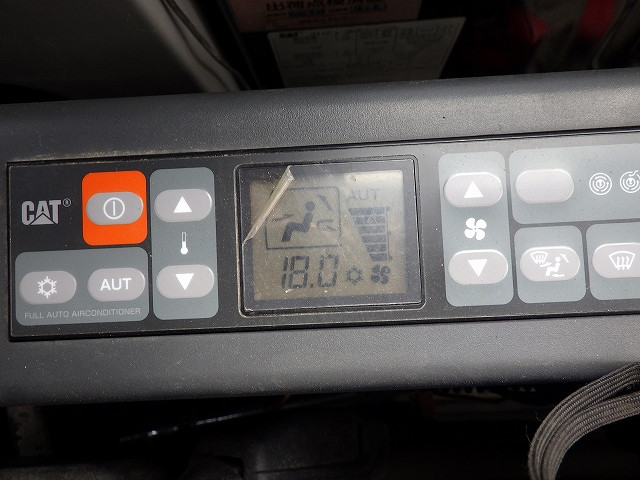 CAT®
AUT
FULL AUTO AIRCONDITIONER
AUT
18.0